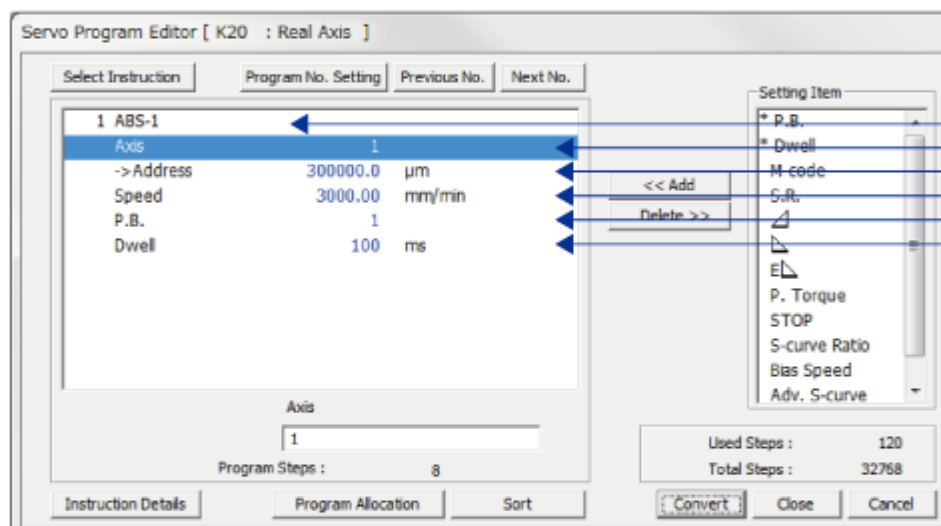 Servo Program Editor [ K20 : Real Axis ]
Select Instruction Program No. Setting Previous No. Next No.
Setting Item
1 ABS-1
Axis 1
->Address 300000.0 µm
Speed 3000.00 mm/min
P.B. 1
Dwell 100 ms
<< Add
Delete >>
* P.B.
* Dwell
M code
S.R.
E
P. Torque
STOP
S-curve Ratio
Bias Speed
Adv. S-curve
Axis
1
Program Steps : 8
Used Steps : 120
Total Steps : 32768
Instruction Details Program Allocation Sort Convert Close Cancel